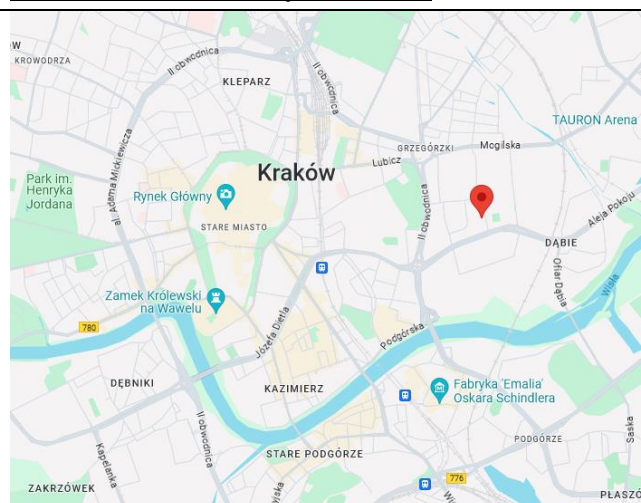 W
KROWODRZA
II obwodnica
KLEPARZ
II obwodnica
TAURON Arena
GRZEGÓRZKI
Mogilska
Lubicz
al. Adama Mickiewicza
Park im.
Henryka
Jordana
Kraków
Rynek Główny
STARE MIASTO
II obwodnica
Aleja Pokoju
DĄBIE
Ofiar Dąbia
Wisła
Zamek Królewski
na Wawelu
780
Józefa Dietla
Podgórska
DĘBNIKI
KAZIMIERZ
Fabryka 'Emalia'
Oskara Schindlera
II obwodnica
Kapelanka
STARE PODGÓRZE
PODGÓRZE
Saska
776
ZAKRZÓWEK
PŁASZ